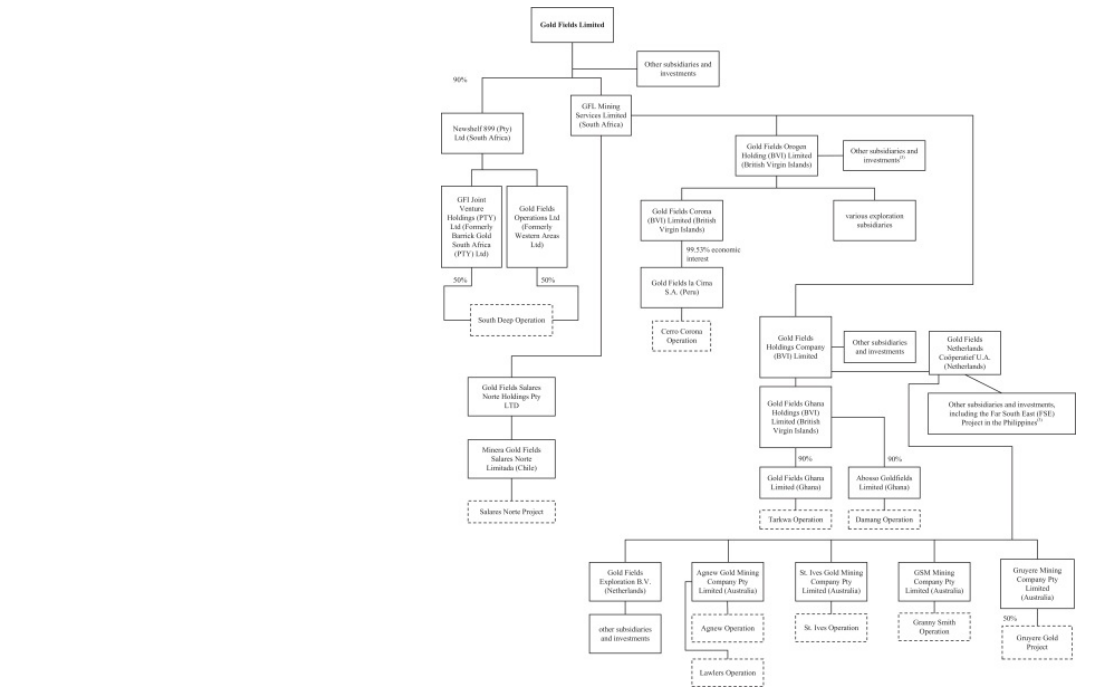 Gold Fields Limited
Other subsidiaries and
investments
90%
GFL Mining
Services Limited
(South Africa)
Newshelf 899 (Pty)
Ltd (South Africa)
Gold Fields Orogen
Holding (BVI) Limited
(British Virgin Islands)
Other subsidiaries and
investments
GFI Joint
Venture
Holdings (PTY)
Ltd (Formerly
Barrick Gold
South Africa
(PTY) Ltd)
Gold Fields
Operations Ltd
(Formerly
Western Areas
Ltd)
Gold Fields Corona
(BVI) Limited (British
Virgin Islands)
various exploration
subsidiaries
99.53% economic
interest
50%
50%
Gold Fields la Cima
S.A. (Peru)
South Deep Operation
Cerro Corona
Operation
Gold Fields
Holdings Company
(BVI) Limited
Other subsidiaries
and investments
Gold Fields
Netherlands
Coöperatief U.A.
(Netherlands)
Gold Fields Salares
Norte Holdings Pty
LTD
Gold Fields Ghana
Holdings (BVI)
Limited (British
Virgin Islands)
Other subsidiaries and investments,
including the Far South East (FSE)
Project in the Philippines
Minera Gold Fields
Salares Norte
Limitada (Chile)
90%
90%
Gold Fields Ghana
Limited (Ghana)
Abosso Goldfields
Limited (Ghana)
Salares Norte Project
Tarkwa Operation
Damang Operation
Gold Fields
Exploration B.V.
(Netherlands)
Agnew Gold Mining
Company Pty
Limited (Australia)
St. Ives Gold Mining
Company Pty
Limited (Australia)
GSM Mining
Company Pty
Limited (Australia)
Gruyere Mining
Company Pty
Limited
(Australia)
50%
other subsidiaries
and investments
Agnew Operation
St. Ives Operation
Granny Smith
Operation
Gruyere Gold
Project
Lawlers Operation